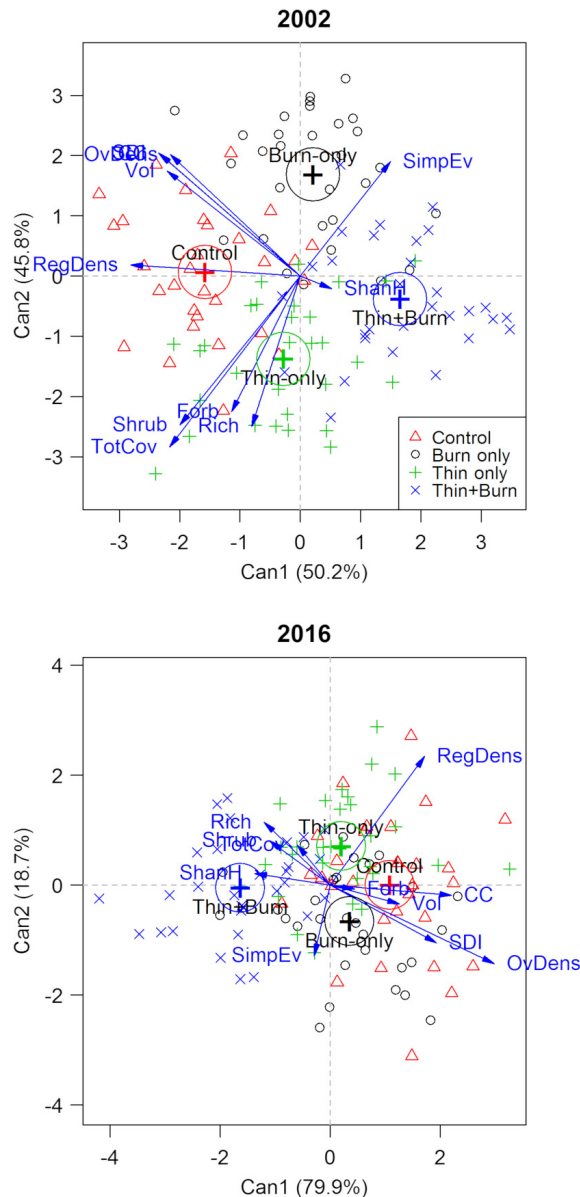 2002
Can2 (45.8%)
3
2
1
0
-1
-2
-3
Burn-only
OvDens
SimpEv
Vol
Control
RegDens
ShanH
Thin+Burn
Thin-only
Forb
Shrub
Rich
TotCov
Control
Burn only
Thin only
Thin+Burn
-3 -2 -1 0 1 2 3
Can1 (50.2%)
2016
Can2 (18.7%)
4
2
0
-2
-4
RegDens
Rich
Thin-only
Shrub
TotCov
Control
ShanH
Forb
CC
Thin+Burn
Vol
Burn-only
SDI
SimpEv
OvDens
-4 -2 0 2
Can1 (79.9%)